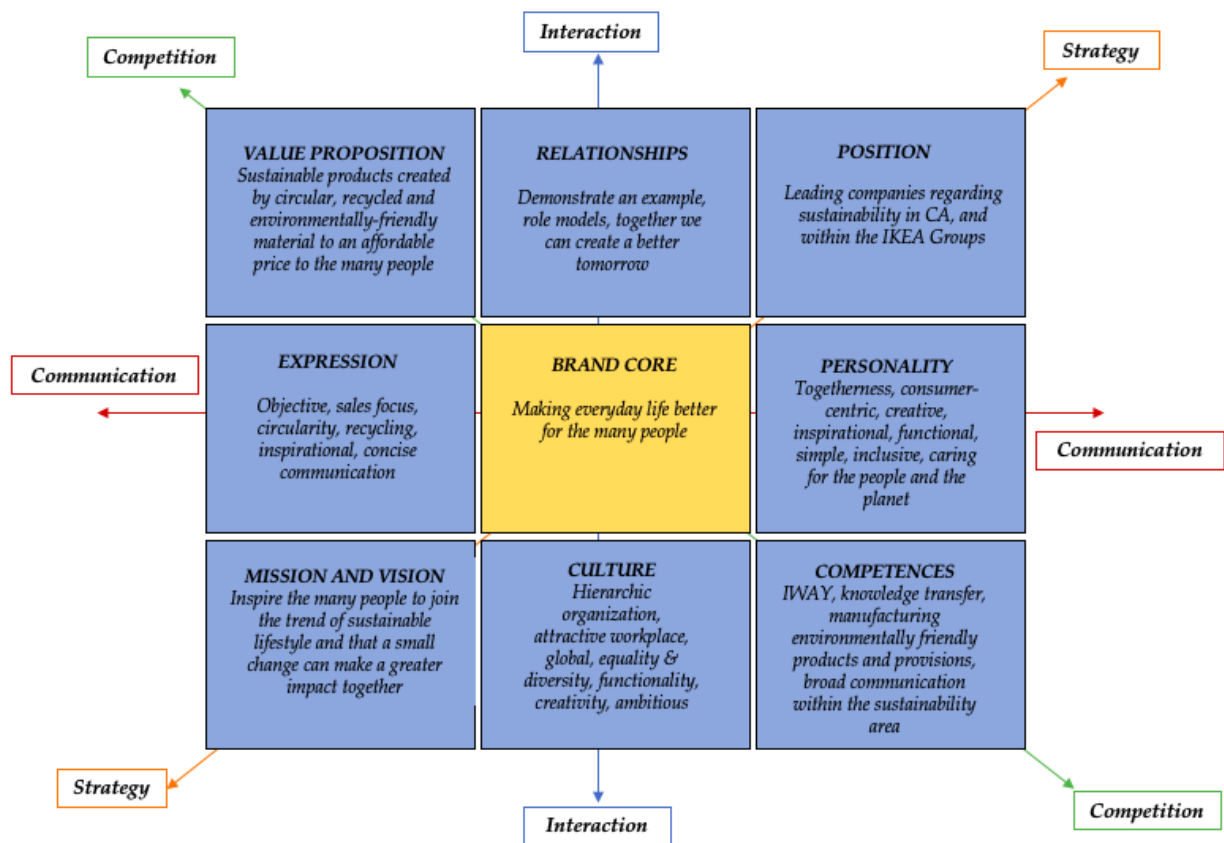 Interaction
Competition
Strategy
VALUE PROPOSITION
Sustainable products created
by circular, recycled and
environmentally-friendly
material to an affordable
price to the many people
RELATIONSHIPS
Demonstrate an example,
role models, together we
can create a better
tomorrow
POSITION
Leading companies regarding
sustainability in CA, and
within the IKEA Groups
Communication
EXPRESSION
Objective, sales focus,
circularity, recycling,
inspirational, concise
communication
BRAND CORE
Making everyday life better
for the many people
PERSONALITY
Togetherness, consumer-
centric, creative,
inspirational, functional,
simple, inclusive, caring
for the people and the
planet
Communication
MISSION AND VISION
Inspire the many people to join
the trend of sustainable
lifestyle and that a small
change can make a greater
impact together
CULTURE
Hierarchic
organization,
attractive workplace,
global, equality &
diversity, functionality,
creativity, ambitious
COMPETENCES
IWAY, knowledge transfer,
manufacturing
environmentally friendly
products and provisions,
broad communication
within the sustainability
area
Strategy
Interaction
Competition